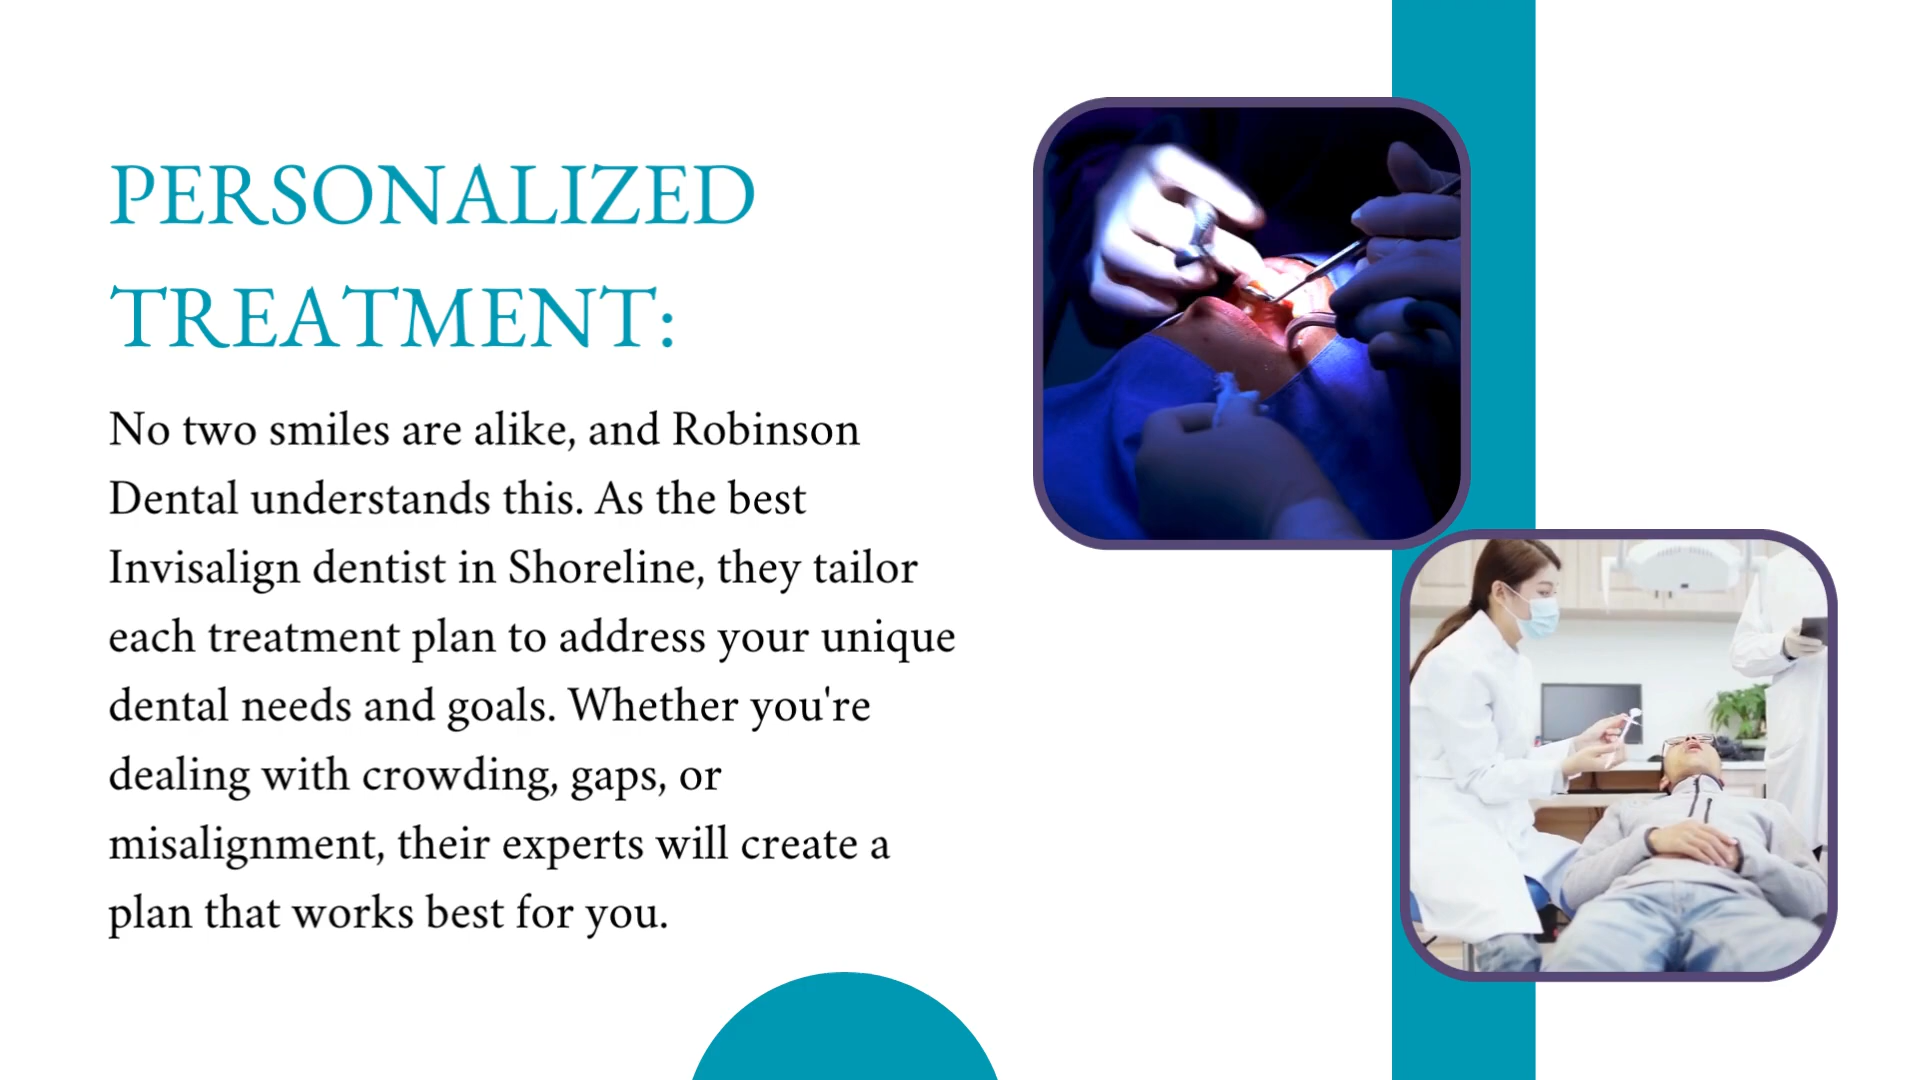 PERSONALIZED
TREATMENT:
No two smiles are alike, and Robinson
Dental understands this. As the best
Invisalign dentist in Shoreline, they tailor
each treatment plan to address your unique
dental needs and goals. Whether you're
dealing with crowding, gaps, or
misalignment, their experts will create a
plan that works best for you.